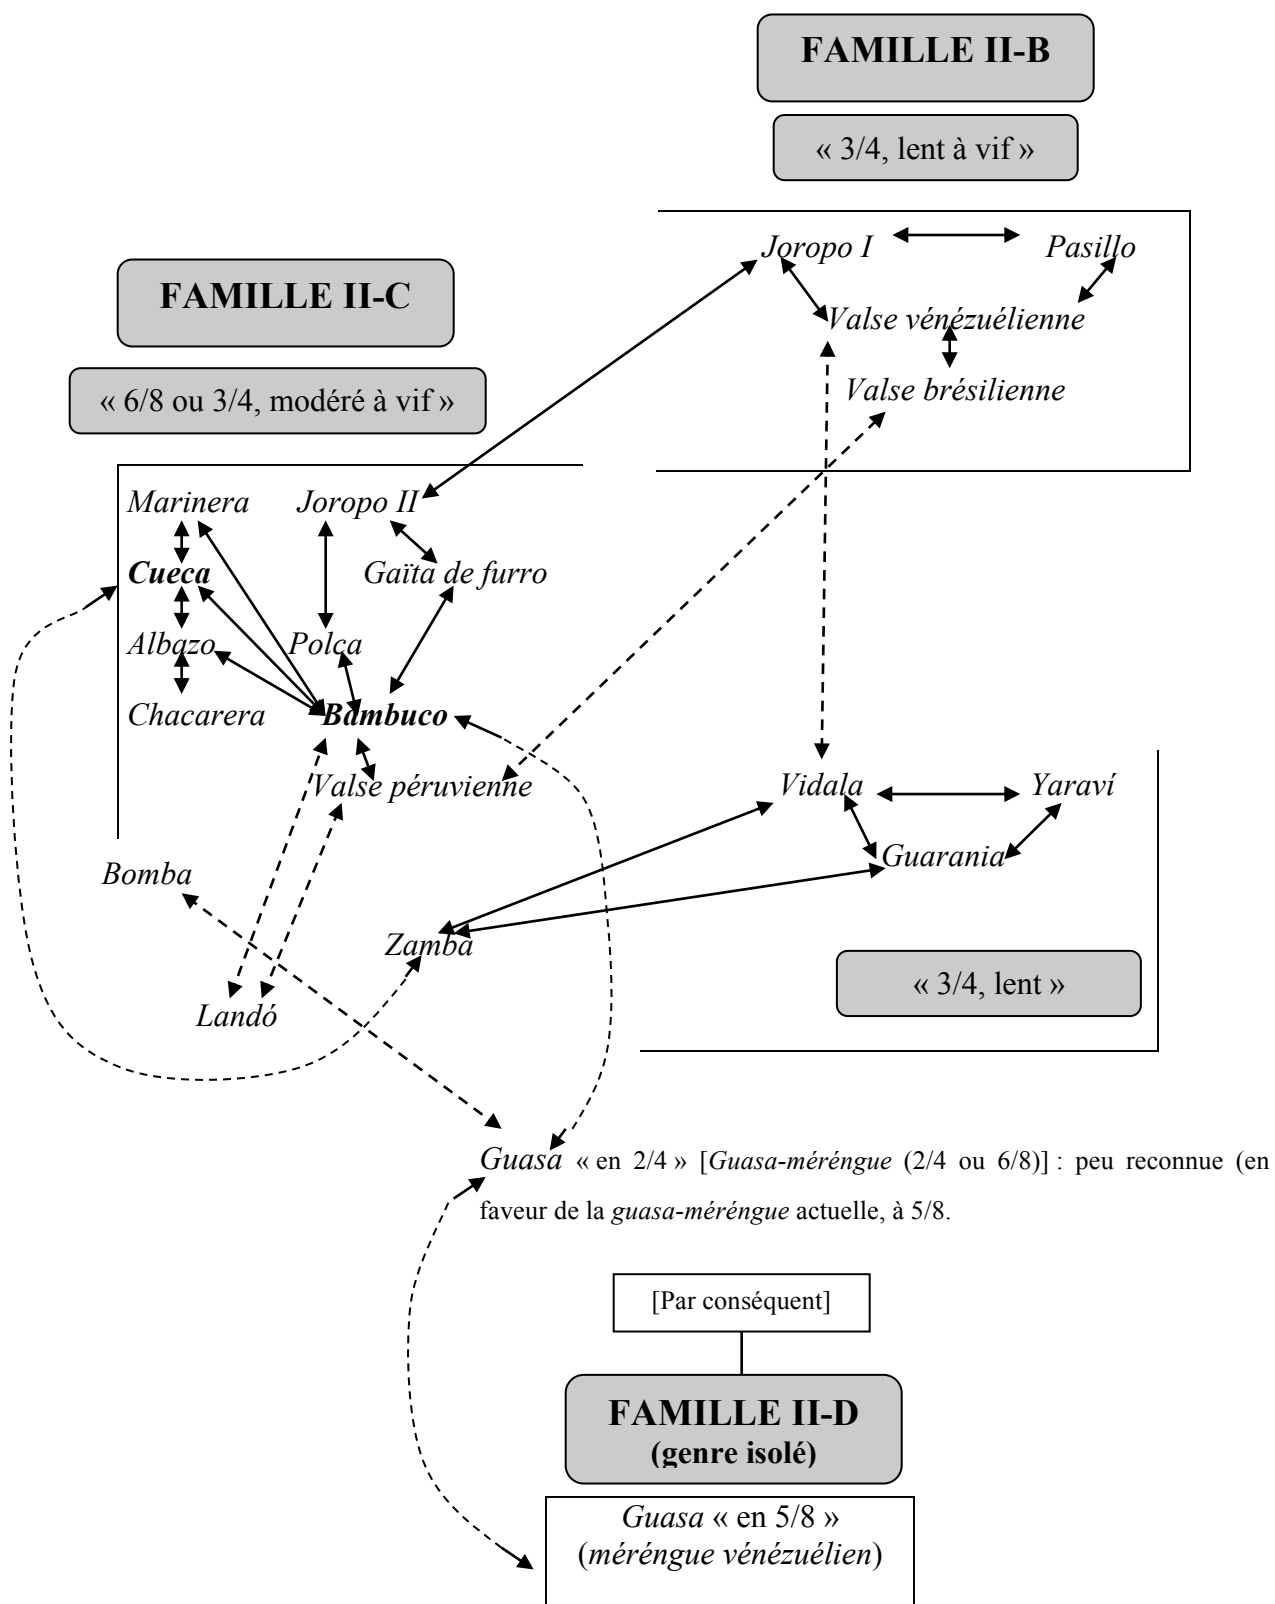 FAMILLE II-B
« 3/4, lent à vif »
Joropo I
Pasillo
Valse vénézuélienne
Valse brésilienne
FAMILLE II-C
« 6/8 ou 3/4, modéré à vif »
Marinera
Joropo II
Cueca
Gaïta de furro
Albazo
Polca
Chacarera
Bambuco
Valse péruvienne
Vidala
Yaraví
Guarania
Bomba
Zamba
« 3/4, lent »
Landó
Guasa « en 2/4 » [Guasa-méréngue (2/4 ou 6/8)] : peu reconnue (en
faveur de la guasa-méréngue actuelle, à 5/8.
[Par conséquent]
FAMILLE II-D
(genre isolé)
Guasa « en 5/8 »
(méréngue vénézuélien)